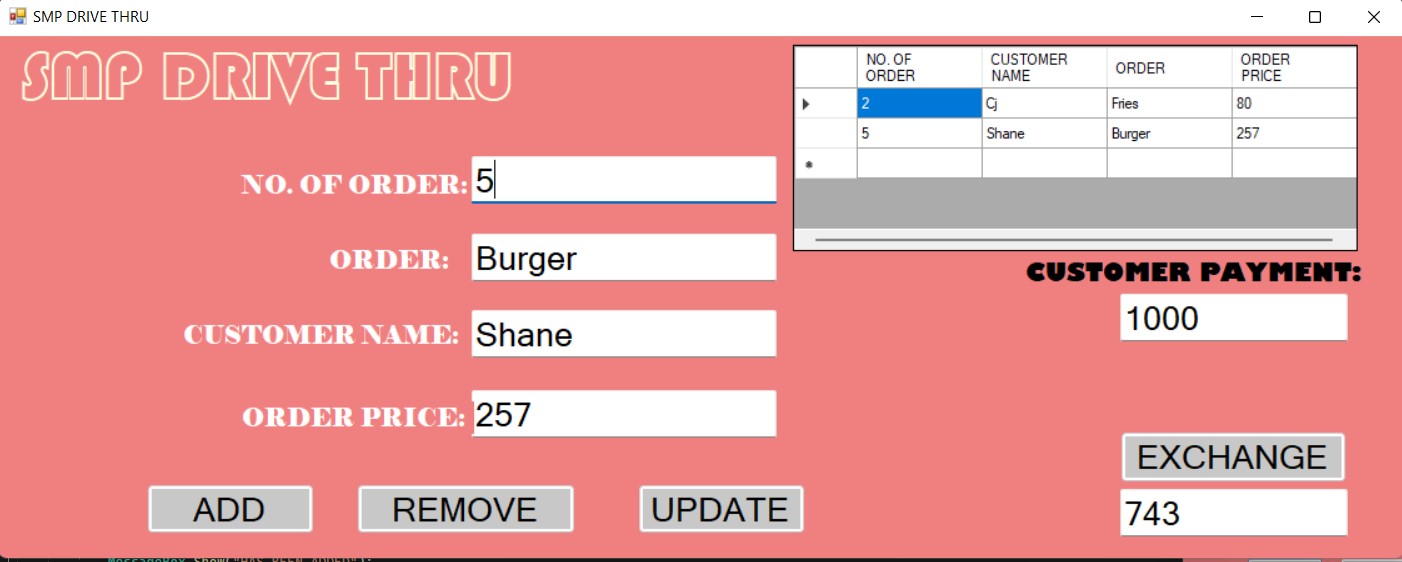 SMP DRIVE THRU
SMP DRIVE THRU
NO. OF ORDER: 5
ORDER: Burger
CUSTOMER NAME: Shane
ORDER PRICE: 257
ADD REMOVE UPDATE
NO. OF CUSTOMER ORDER ORDER
ORDER NAME PRICE
2 Cj Fries 80
5 Shane Burger 257
CUSTOMER PAYMENT:
1000
EXCHANGE
743
MessageBox.Show("HAS BEEN ADDED");